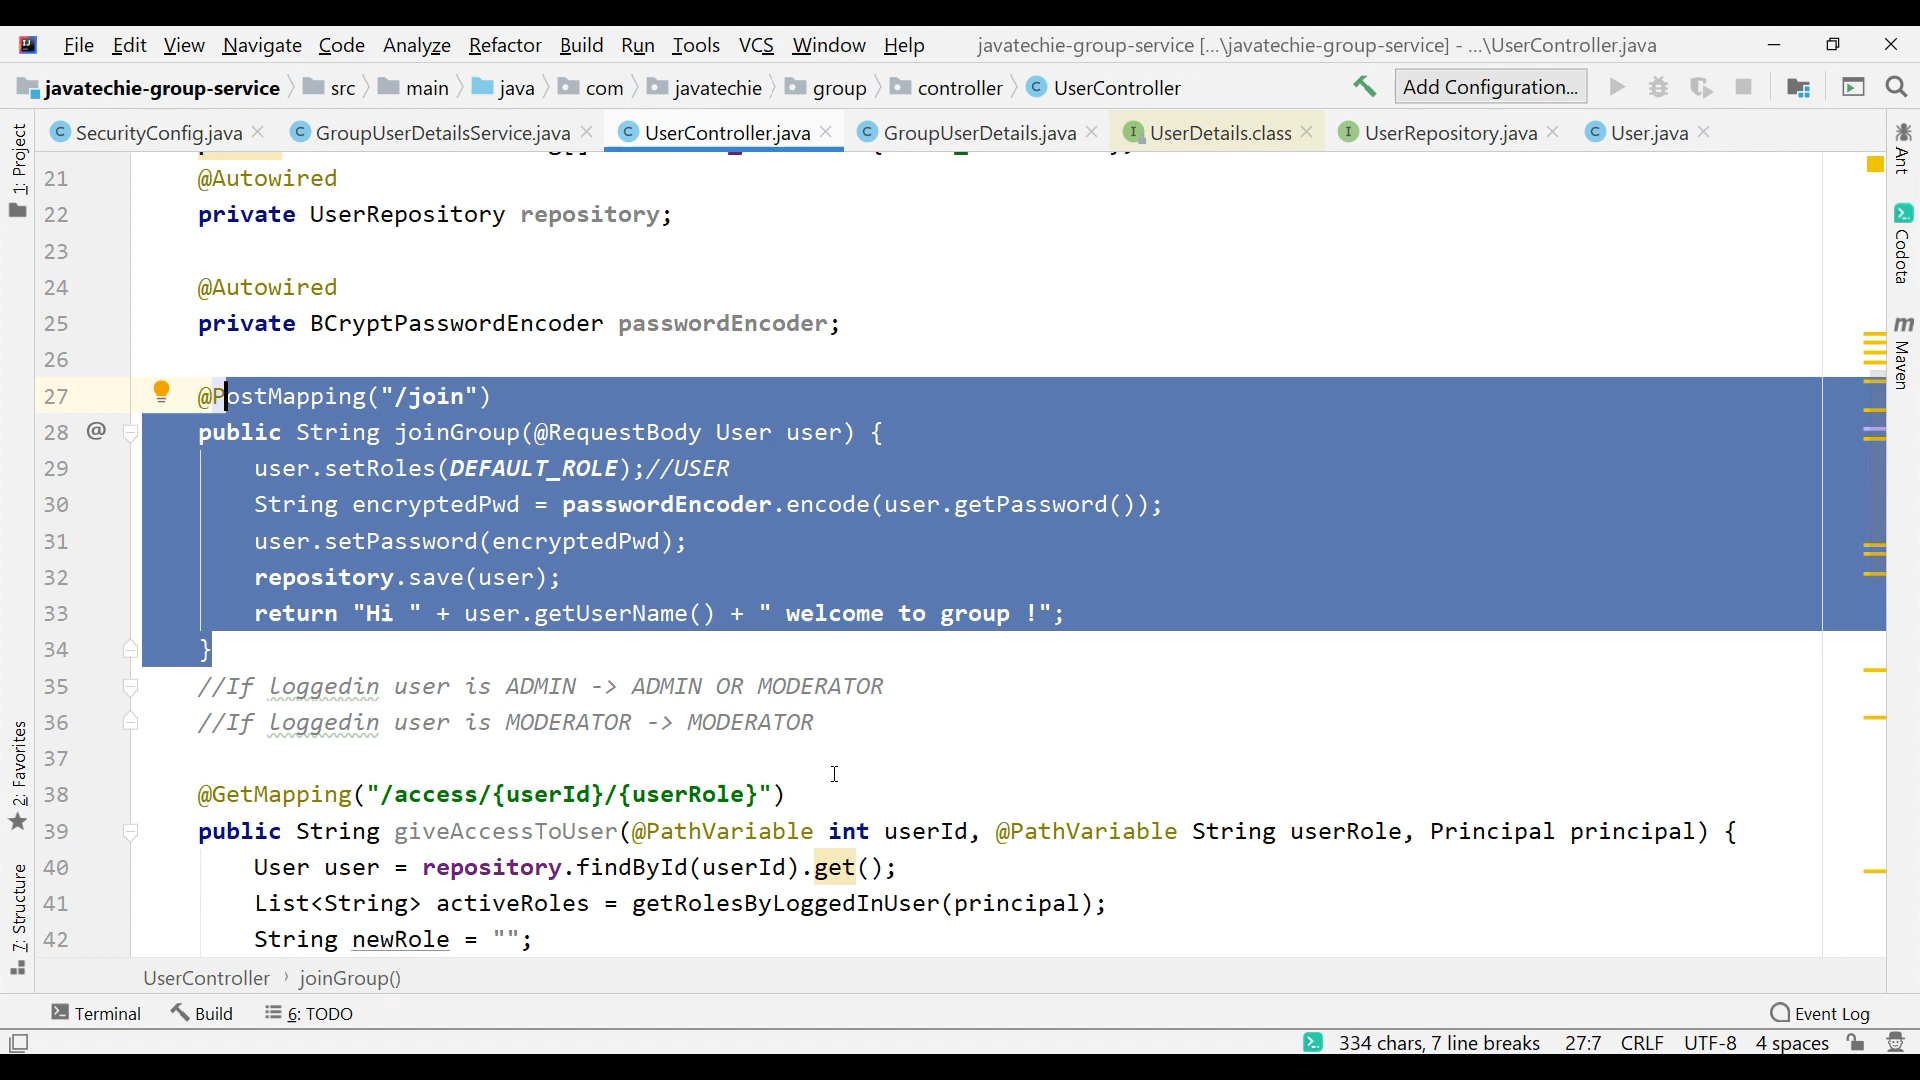 File Edit View Navigate Code Analyze Refactor Build Run Tools VCS Window Help javatechie-group-service [...\javatechie-group-service] - ...\UserController.java
javatechie-group-service src main java com javatechie group controller UserController Add Configuration...
SecurityConfig.java GroupUserDetailsService.java UserController.java GroupUserDetails.java UserDetails.class UserRepository.java User.java
1: Project
2: Favorites
7: Structure
Ant
Codota
Maven
21 @Autowired
22 private UserRepository repository;
23
24 @Autowired
25 private BCryptPasswordEncoder passwordEncoder;
26
27 @PostMapping("/join")
28 @ public String joinGroup(@RequestBody User user) {
29 user.setRoles(DEFAULT_ROLE);//USER
30 String encryptedPwd = passwordEncoder.encode(user.getPassword());
31 user.setPassword(encryptedPwd);
32 repository.save(user);
33 return "Hi " + user.getUserName() + " welcome to group !";
34 }
35 //If loggedin user is ADMIN -> ADMIN OR MODERATOR
36 //If loggedin user is MODERATOR -> MODERATOR
37
38 @GetMapping("/access/{userId}/{userRole}")
39 public String giveAccessToUser(@PathVariable int userId, @PathVariable String userRole, Principal principal) {
40 User user = repository.findById(userId).get();
41 List<String> activeRoles = getRolesByLoggedInUser(principal);
42 String newRole = "";
UserController › joinGroup()
Terminal Build 6: TODO Event Log
334 chars, 7 line breaks 27:7 CRLF UTF-8 4 spaces